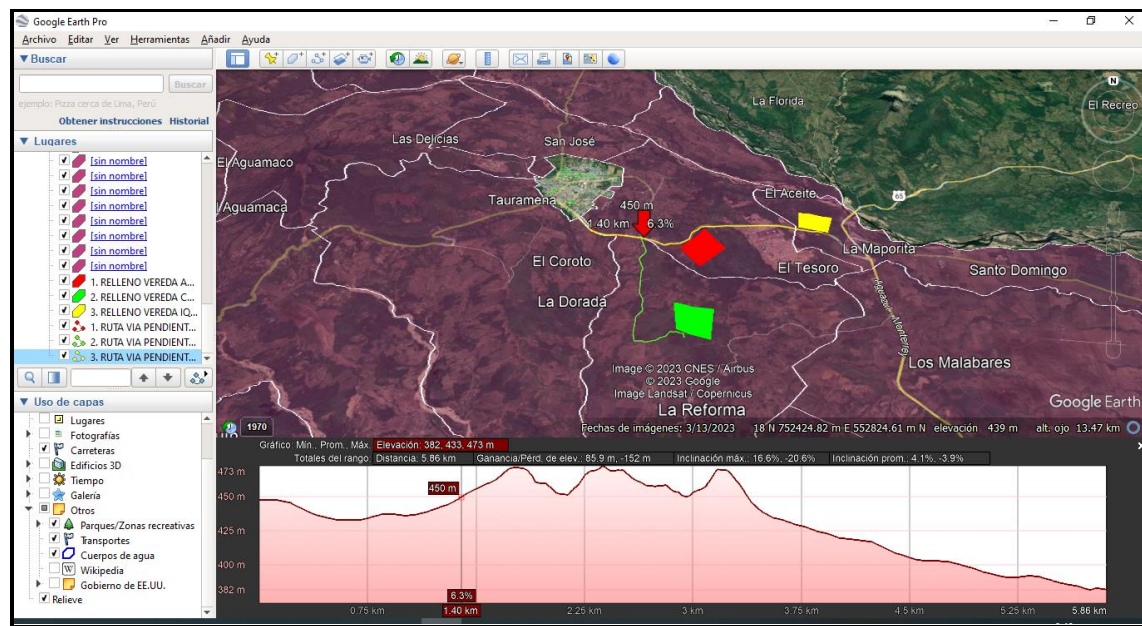 Google Earth Pro
Archivo Editar Ver Herramientas Añadir Ayuda
Buscar
Buscar
ejemplo: Pizza cerca de Lima, Perú
Obtener instrucciones Historial
Lugares
[sin nombre]
[sin nombre]
[sin nombre]
[sin nombre]
[sin nombre]
[sin nombre]
[sin nombre]
[sin nombre]
1. RELLENO VEREDA A...
2. RELLENO VEREDA C...
3. RELLENO VEREDA IQ...
1. RUTA VIA PENDIENT...
2. RUTA VIA PENDIENT...
3. RUTA VIA PENDIENT...
Uso de capas
Lugares
Fotografías
Carreteras
Edificios 3D
Tiempo
Galería
Otros
Parques/Zonas recreativas
Transportes
Cuerpos de agua
Wikipedia
Gobierno de EE.UU.
Relieve
La Florida
N
El Recreo
Las Delicias
San José
El Aguamaco
El Aceite
65
Tauramena
450 m
Aguamaca
1.40 km 6.3%
La Maporita
El Coroto
El Tesoro
Santo Domingo
La Dorada
Aguazul - Monterrey
Los Malabares
Image © 2023 CNES / Airbus
© 2023 Google
Image Landsat / Copernicus
Google Earth
La Reforma
1970
Fechas de imágenes: 3/13/2023 18 N 752424.82 m E 552824.61 m N elevación 439 m alt. ojo 13.47 km
Gráfico: Mín., Prom., Máx. Elevación: 382, 433, 473 m
Totales del rango: Distancia: 5.86 km Ganancia/Pérd. de elev.: 85.9 m, -152 m Inclinación máx.: 16.6%, -20.6% Inclinación prom.: 4.1%, -3.9%
473 m
450 m
450 m
425 m
400 m
382 m
6.3%
0.75 km 1.40 km 2.25 km 3 km 3.75 km 4.5 km 5.25 km 5.86 km